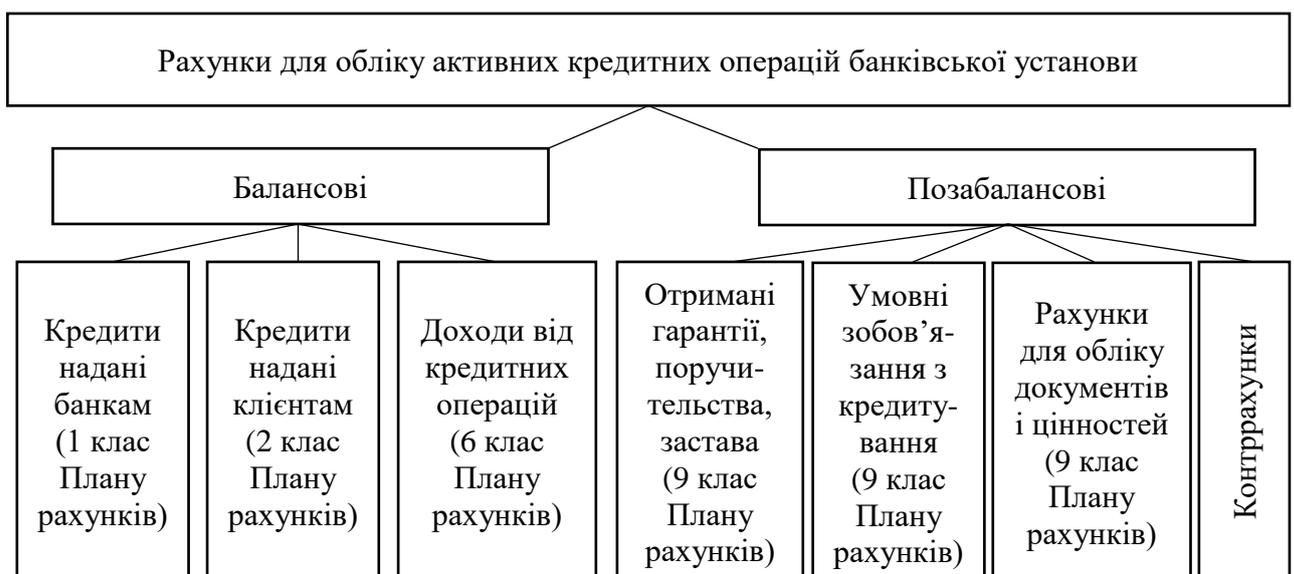 Рахунки для обліку активних кредитних операцій банківської установи
Балансові
Позабалансові
Кредити
надані
банкам
(1 клас
Плану
рахунків)
Кредити
надані
клієнтам
(2 клас
Плану
рахунків)
Доходи від
кредитних
операцій
(6 клас
Плану
рахунків)
Отримані
гарантії,
поручи-
тельства,
застава
(9 клас
Плану
рахунків)
Умовні
зобов’я-
зання з
кредиту-
вання
(9 клас
Плану
рахунків)
Рахунки
для обліку
документів
і цінностей
(9 клас
Плану
рахунків)
Контррахунки